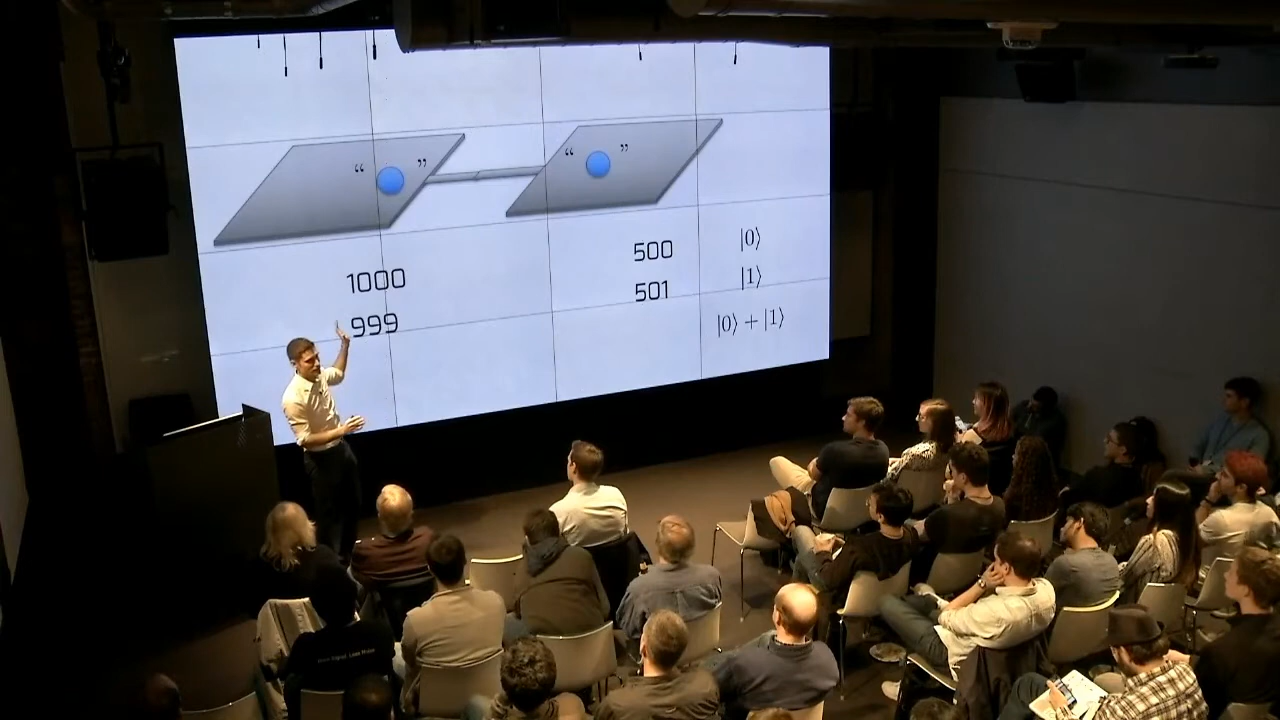 “ ”
“ ”
1000 500 |0⟩
999 501 |1⟩
|0⟩ + |1⟩